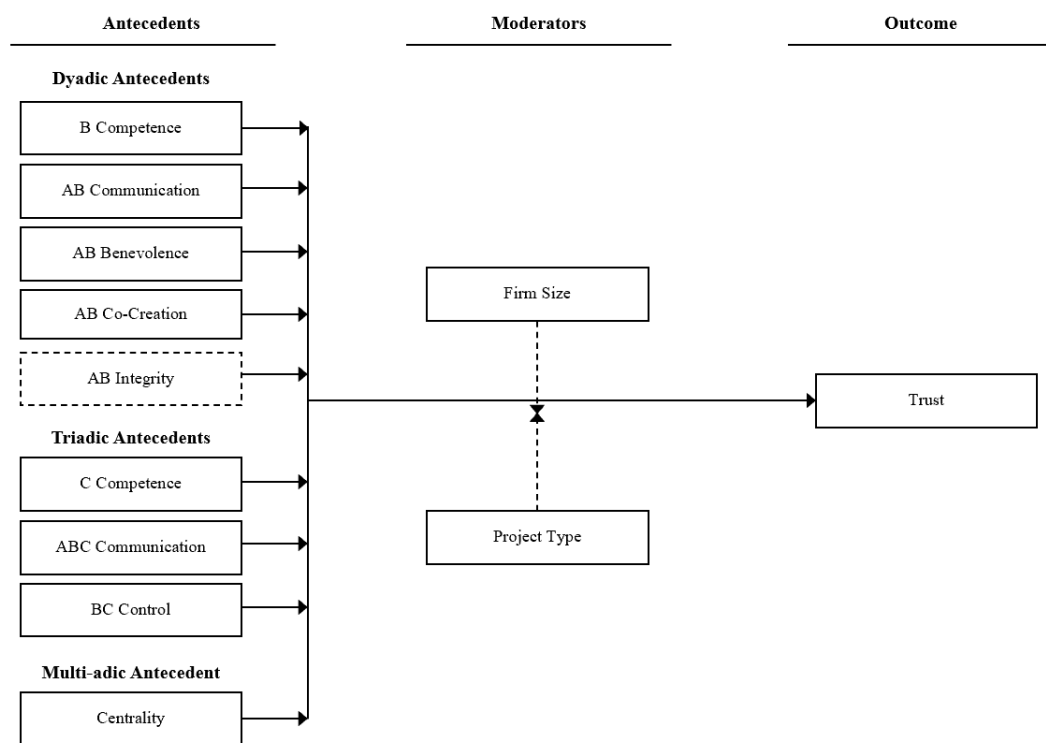 Antecedents
Moderators
Outcome
Dyadic Antecedents
B Competence
AB Communication
AB Benevolence
AB Co-Creation
AB Integrity
Triadic Antecedents
C Competence
ABC Communication
BC Control
Multi-adic Antecedent
Centrality
Firm Size
Project Type
Trust